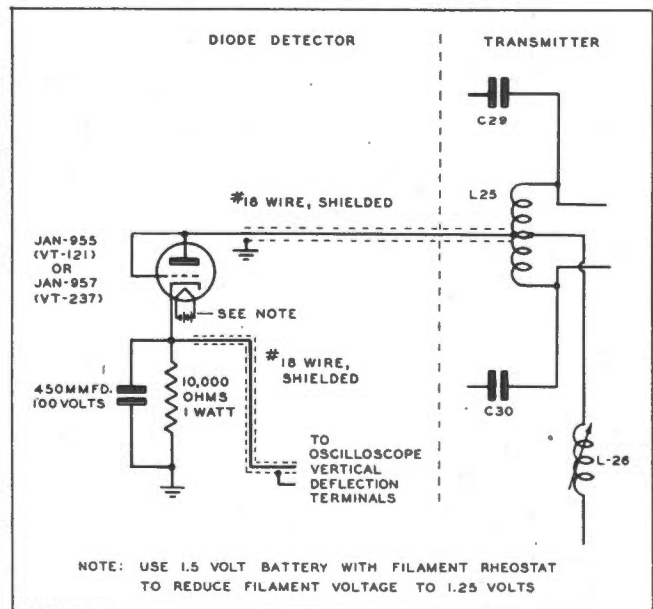 DIODE DETECTOR
TRANSMITTER
C29
L25
#18 WIRE, SHIELDED
JAN-955
(VT-121)
OR
JAN-957
(VT-237)
SEE NOTE
#18 WIRE,
SHIELDED
450MMFD.
100 VOLTS
10,000
OHMS
1 WATT
C30
TO
OSCILLOSCOPE
VERTICAL
DEFLECTION
TERMINALS
L-26
NOTE: USE 1.5 VOLT BATTERY WITH FILAMENT RHEOSTAT
TO REDUCE FILAMENT VOLTAGE TO 1.25 VOLTS